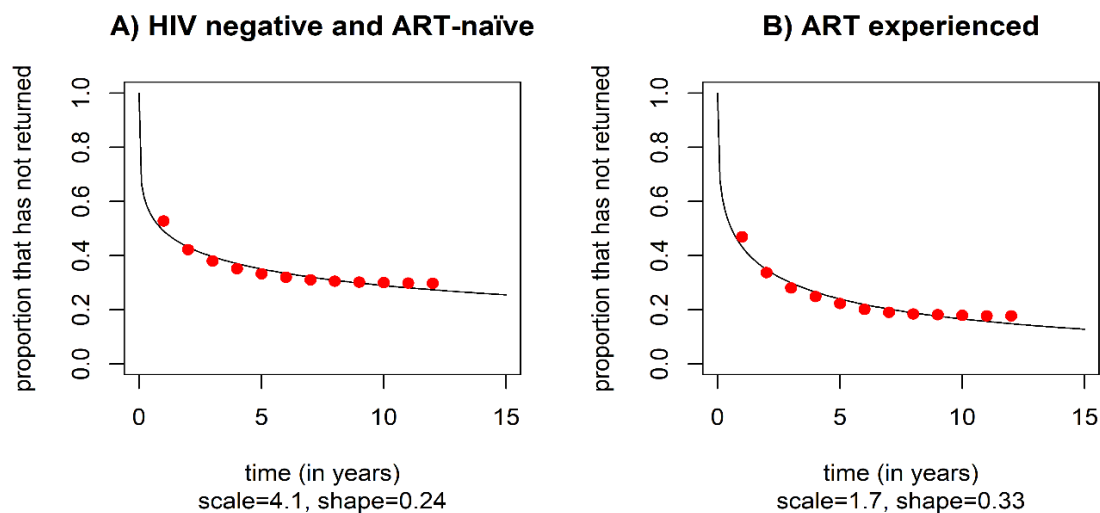 A) HIV negative and ART-naïve
proportion that has not returned
0.0 0.2 0.4 0.6 0.8 1.0
0 5 10 15
time (in years)
scale=4.1, shape=0.24
B) ART experienced
proportion that has not returned
0.0 0.2 0.4 0.6 0.8 1.0
0 5 10 15
time (in years)
scale=1.7, shape=0.33